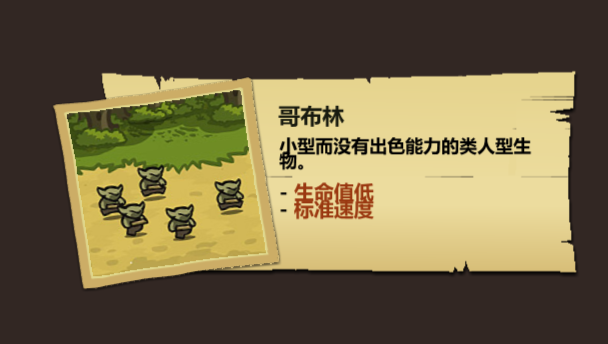 哥布林
小型而没有出色能力的类人型生
物。
- 生命值低
- 标准速度